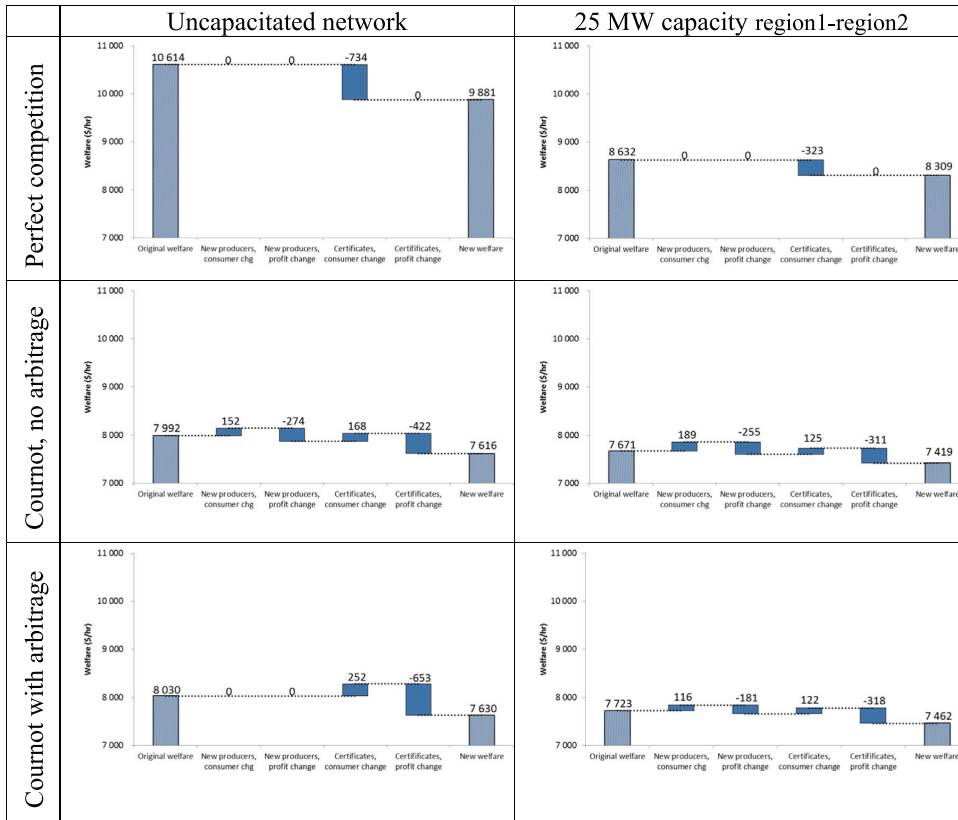 Uncapacitated network
25 MW capacity region1-region2
Perfect competition
Welfare ($/hr)
11 000
10 000
9 000
8 000
7 000
10 614
0
0
-734
0
9 881
Original welfare
New producers,
consumer chg
New producers,
profit change
Certificates,
consumer change
Certififcates,
profit change
New welfare
Welfare ($/hr)
11 000
10 000
9 000
8 000
7 000
8 632
0
0
-323
0
8 309
Original welfare
New producers,
consumer chg
New producers,
profit change
Certificates,
consumer change
Certififcates,
profit change
New welfare
Cournot, no arbitrage
Welfare ($/hr)
11 000
10 000
9 000
8 000
7 000
7 992
152
-274
168
-422
7 616
Original welfare
New producers,
consumer chg
New producers,
profit change
Certificates,
consumer change
Certififcates,
profit change
New welfare
Welfare ($/hr)
11 000
10 000
9 000
8 000
7 000
7 671
189
-255
125
-311
7 419
Original welfare
New producers,
consumer chg
New producers,
profit change
Certificates,
consumer change
Certififcates,
profit change
New welfare
Cournot with arbitrage
Welfare ($/hr)
11 000
10 000
9 000
8 000
7 000
8 030
0
0
252
-653
7 630
Original welfare
New producers,
consumer chg
New producers,
profit change
Certificates,
consumer change
Certififcates,
profit change
New welfare
Welfare ($/hr)
11 000
10 000
9 000
8 000
7 000
7 723
116
-181
122
-318
7 462
Original welfare
New producers,
consumer chg
New producers,
profit change
Certificates,
consumer change
Certififcates,
profit change
New welfare